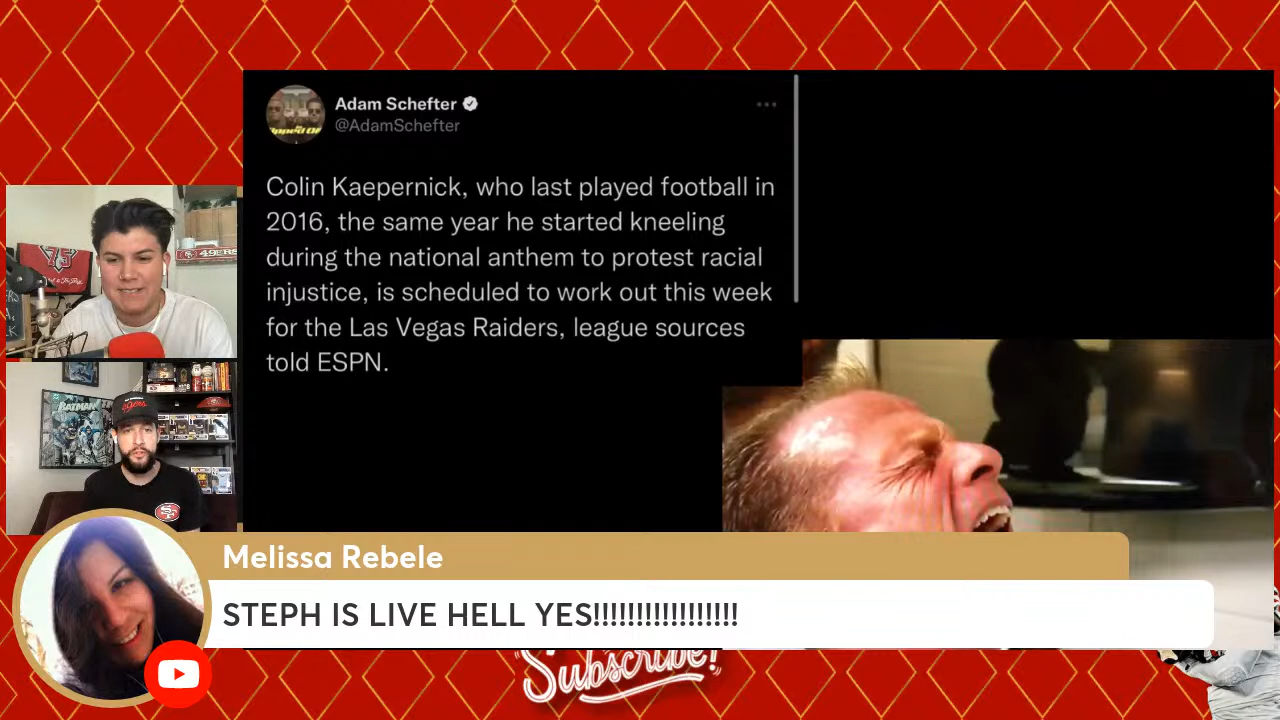 Adam Schefter
@AdamSchefter
Colin Kaepernick, who last played football in
2016, the same year he started kneeling
during the national anthem to protest racial
injustice, is scheduled to work out this week
for the Las Vegas Raiders, league sources
told ESPN.
49ERS
BATMAN
Melissa Rebele
STEPH IS LIVE HELL YES!!!!!!!!!!!!!!!!!
Subscribe!